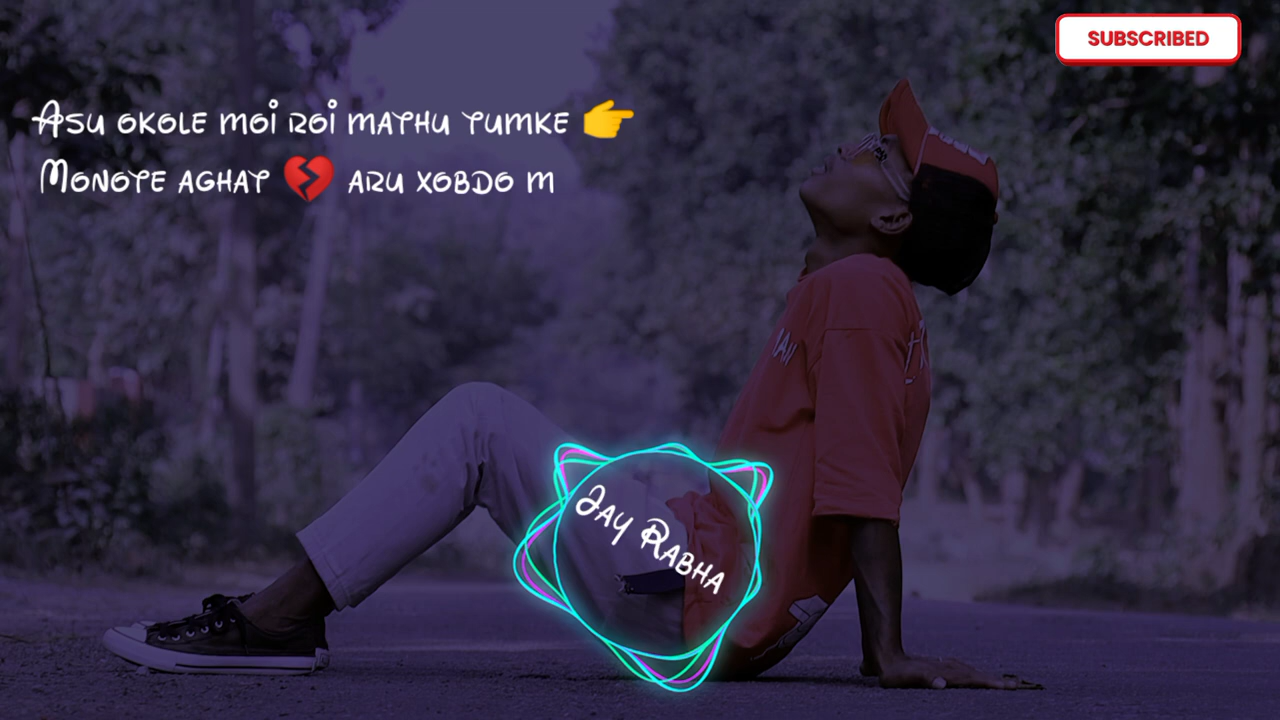 SUBSCRIBED
Asu okole moi roi mathu tumke 👉
Monote aghat 💔 aru xobdo m
Jay Rabha